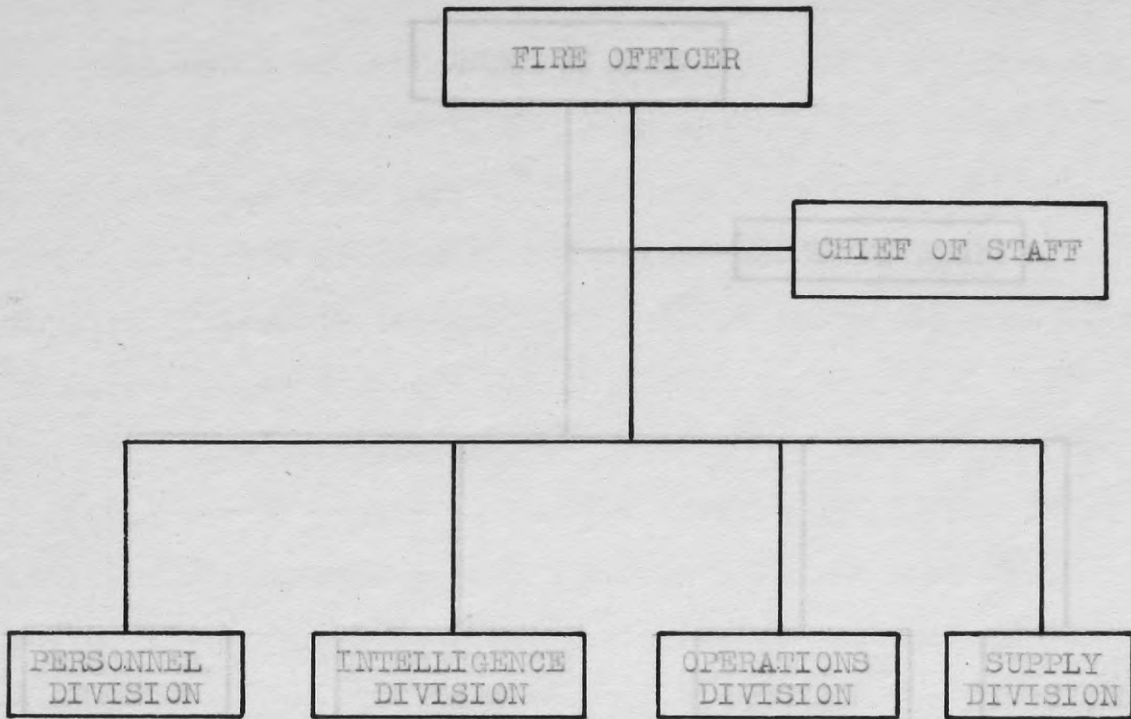 FIRE OFFICER
CHIEF OF STAFF
PERSONNEL
DIVISION
INTELLIGENCE
DIVISION
OPERATIONS
DIVISION
SUPPLY
DIVISION